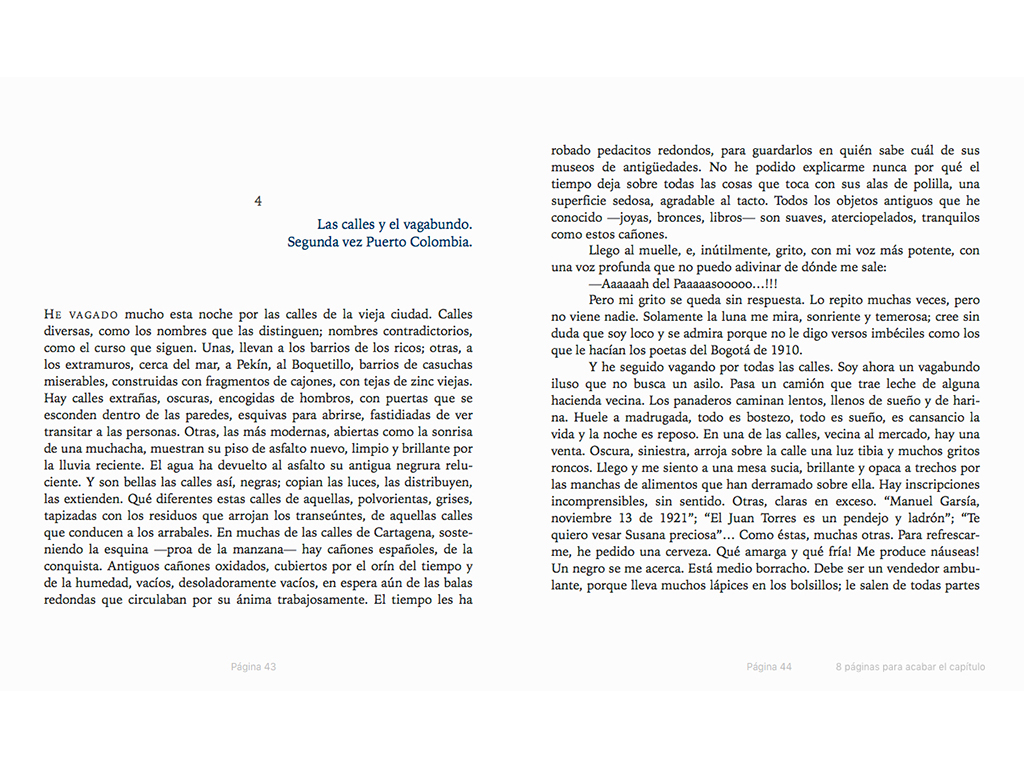 4
Las calles y el vagabundo.
Segunda vez Puerto Colombia.
HE VAGADO mucho esta noche por las calles de la vieja ciudad. Calles
diversas, como los nombres que las distinguen; nombres contradictorios,
como el curso que siguen. Unas, llevan a los barrios de los ricos; otras, a
los extramuros, cerca del mar, a Pekín, al Boquetillo, barrios de casuchas
miserables, construidas con fragmentos de cajones, con tejas de zinc viejas.
Hay calles extrañas, oscuras, encogidas de hombros, con puertas que se
esconden dentro de las paredes, esquivas para abrirse, fastidiadas de ver
transitar a las personas. Otras, las más modernas, abiertas como la sonrisa
de una muchacha, muestran su piso de asfalto nuevo, limpio y brillante por
la lluvia reciente. El agua ha devuelto al asfalto su antigua negrura relu-
ciente. Y son bellas las calles así, negras; copian las luces, las distribuyen,
las extienden. Qué diferentes estas calles de aquellas, polvorientas, grises,
tapizadas con los residuos que arrojan los transeúntes, de aquellas calles
que conducen a los arrabales. En muchas de las calles de Cartagena, soste-
niendo la esquina —proa de la manzana— hay cañones españoles, de la
conquista. Antiguos cañones oxidados, cubiertos por el orín del tiempo y
de la humedad, vacíos, desoladoramente vacíos, en espera aún de las balas
redondas que circulaban por su ánima trabajosamente. El tiempo les ha
Página 43
robado pedacitos redondos, para guardarlos en quién sabe cuál de sus
museos de antigüedades. No he podido explicarme nunca por qué el
tiempo deja sobre todas las cosas que toca con sus alas de polilla, una
superficie sedosa, agradable al tacto. Todos los objetos antiguos que he
conocido —joyas, bronces, libros— son suaves, aterciopelados, tranquilos
como estos cañones.
Llego al muelle, e, inútilmente, grito, con mi voz más potente, con
una voz profunda que no puedo adivinar de dónde me sale:
—Aaaaaah del Paaaaasooooo...!!!
Pero mi grito se queda sin respuesta. Lo repito muchas veces, pero
no viene nadie. Solamente la luna me mira, sonriente y temerosa; cree sin
duda que soy loco y se admira porque no le digo versos imbéciles como los
que le hacían los poetas del Bogotá de 1910.
Y he seguido vagando por todas las calles. Soy ahora un vagabundo
iluso que no busca un asilo. Pasa un camión que trae leche de alguna
hacienda vecina. Los panaderos caminan lentos, llenos de sueño y de hari-
na. Huele a madrugada, todo es bostezo, todo es sueño, es cansancio la
vida y la noche es reposo. En una de las calles, vecina al mercado, hay una
venta. Oscura, siniestra, arroja sobre la calle una luz tibia y muchos gritos
roncos. Llego y me siento a una mesa sucia, brillante y opaca a trechos por
las manchas de alimentos que han derramado sobre ella. Hay inscripciones
incomprensibles, sin sentido. Otras, claras en exceso. “Manuel Garsía,
noviembre 13 de 1921”; “El Juan Torres es un pendejo y ladrón”; “Te
quiero vesar Susana preciosa”... Como éstas, muchas otras. Para refrescar-
me, he pedido una cerveza. Qué amarga y qué fría! Me produce náuseas!
Un negro se me acerca. Está medio borracho. Debe ser un vendedor ambu-
lante, porque lleva muchos lápices en los bolsillos; le salen de todas partes
Página 44
8 páginas para acabar el capítulo